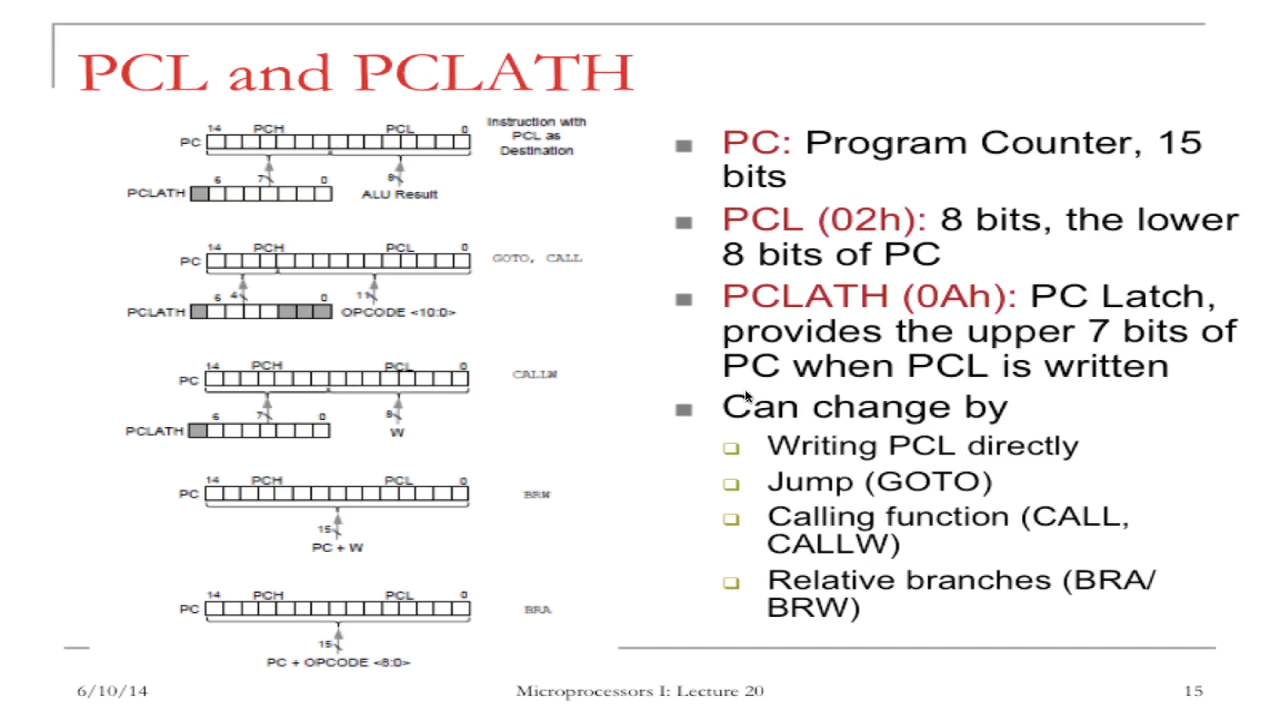 PCL and PCLATH
14 PCH PCL 0
PC
Instruction with
PCL as
Destination
6 7 0 8
PCLATH
ALU Result
14 PCH PCL 0
PC
GOTO, CALL
6 4 0 11
PCLATH
OPCODE <10:0>
14 PCH PCL 0
PC
CALLW
6 7 0 8
PCLATH
W
14 PCH PCL 0
PC
BRW
15
PC + W
14 PCH PCL 0
PC
BRA
15
PC + OPCODE <8:0>
PC: Program Counter, 15
bits
PCL (02h): 8 bits, the lower
8 bits of PC
PCLATH (0Ah): PC Latch,
provides the upper 7 bits of
PC when PCL is written
Can change by
Writing PCL directly
Jump (GOTO)
Calling function (CALL,
CALLW)
Relative branches (BRA/
BRW)
6/10/14
Microprocessors I: Lecture 20
15